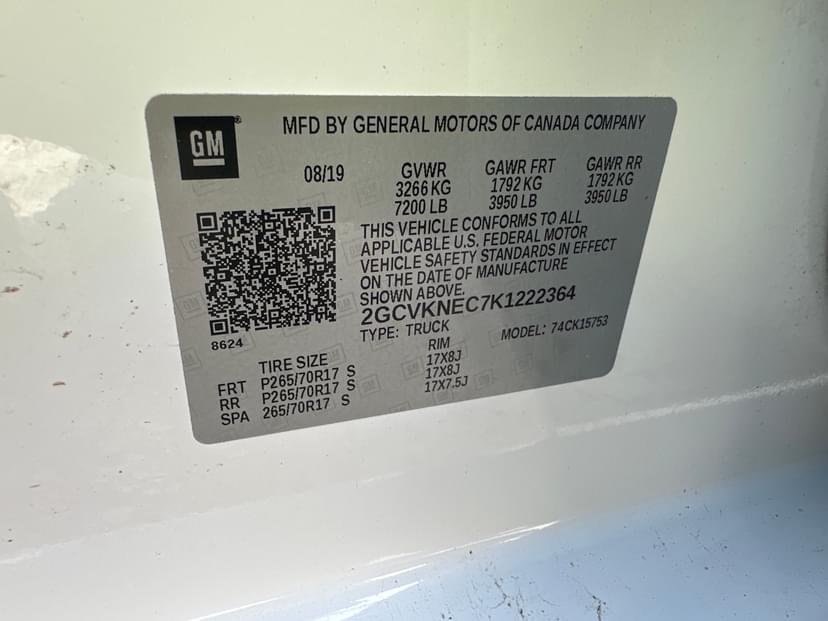 GM
MFD BY GENERAL MOTORS OF CANADA COMPANY
08/19 GVWR GAWR FRT GAWR RR
3266 KG 1792 KG 1792 KG
7200 LB 3950 LB 3950 LB
THIS VEHICLE CONFORMS TO ALL
APPLICABLE U.S. FEDERAL MOTOR
VEHICLE SAFETY STANDARDS IN EFFECT
ON THE DATE OF MANUFACTURE
SHOWN ABOVE.
2GCVKNEC7K1222364
TYPE: TRUCK MODEL: 74CK15753
8624
TIRE SIZE RIM
FRT P265/70R17 S 17X8J
RR P265/70R17 S 17X8J
SPA 265/70R17 S 17X7.5J